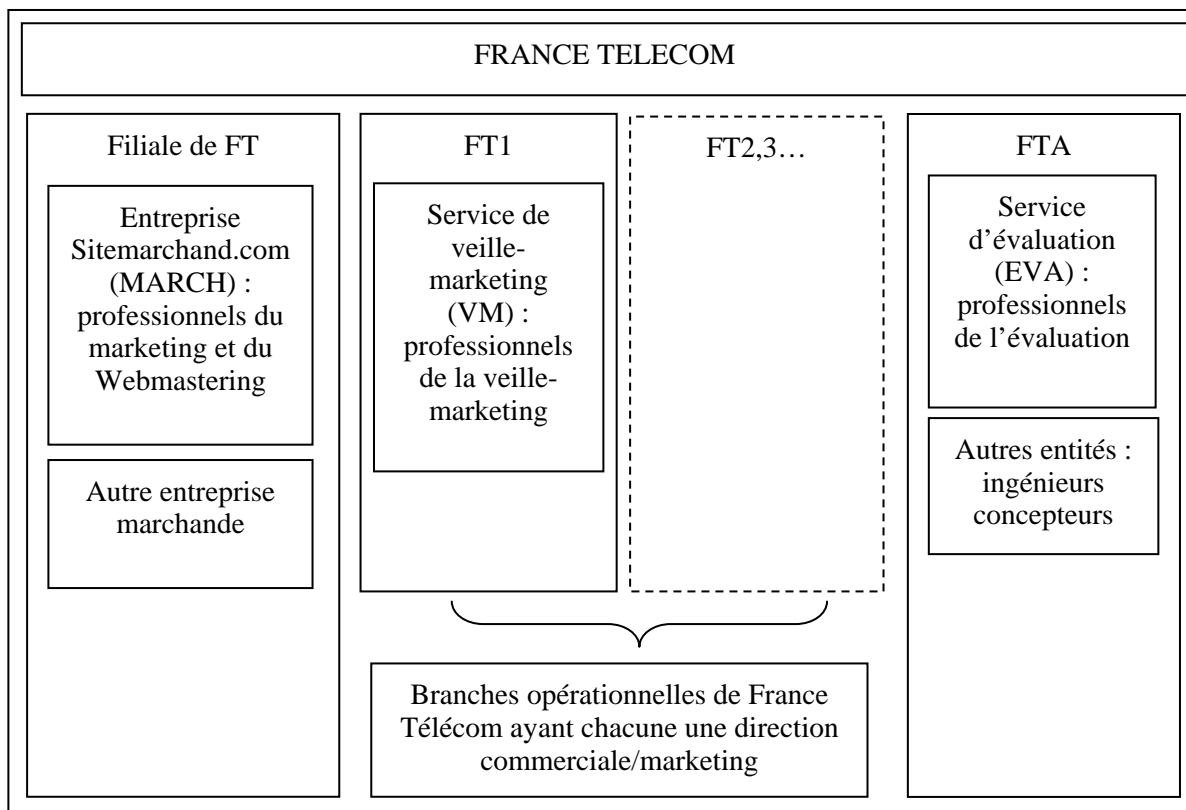 FRANCE TELECOM
Filiale de FT
Entreprise
Sitemarchand.com
(MARCH) :
professionnels du
marketing et du
Webmastering
Autre entreprise
marchande
FT1
Service de
veille-
marketing
(VM) :
professionnels
de la veille-
marketing
FT2,3…
FTA
Service
d’évaluation
(EVA) :
professionnels
de l’évaluation
Autres entités :
ingénieurs
concepteurs
Branches opérationnelles de France
Télécom ayant chacune une direction
commerciale/marketing